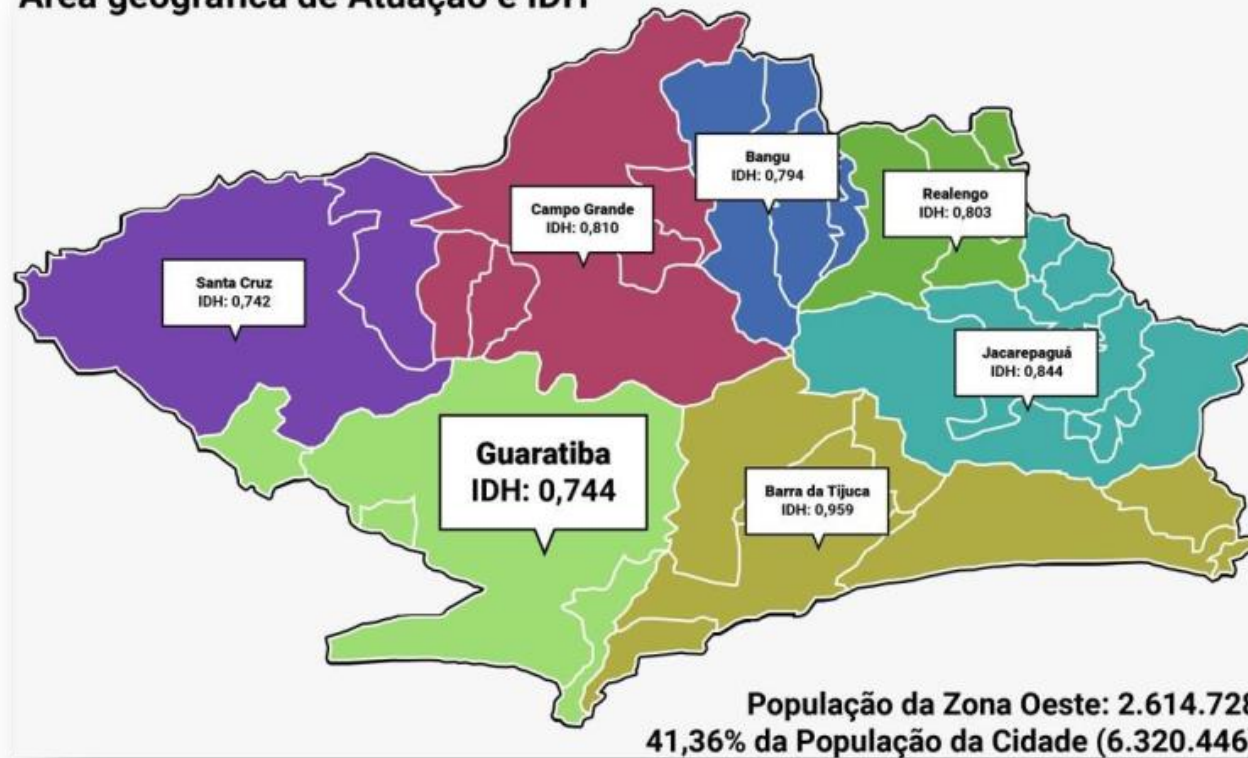 Área geográfica de Atuação e IDH
Bangu
IDH: 0,794
Realengo
IDH: 0,803
Campo Grande
IDH: 0,810
Santa Cruz
IDH: 0,742
Jacarepaguá
IDH: 0,844
Guaratiba
IDH: 0,744
Barra da Tijuca
IDH: 0,959
População da Zona Oeste: 2.614.728
41,36% da População da Cidade (6.320.446